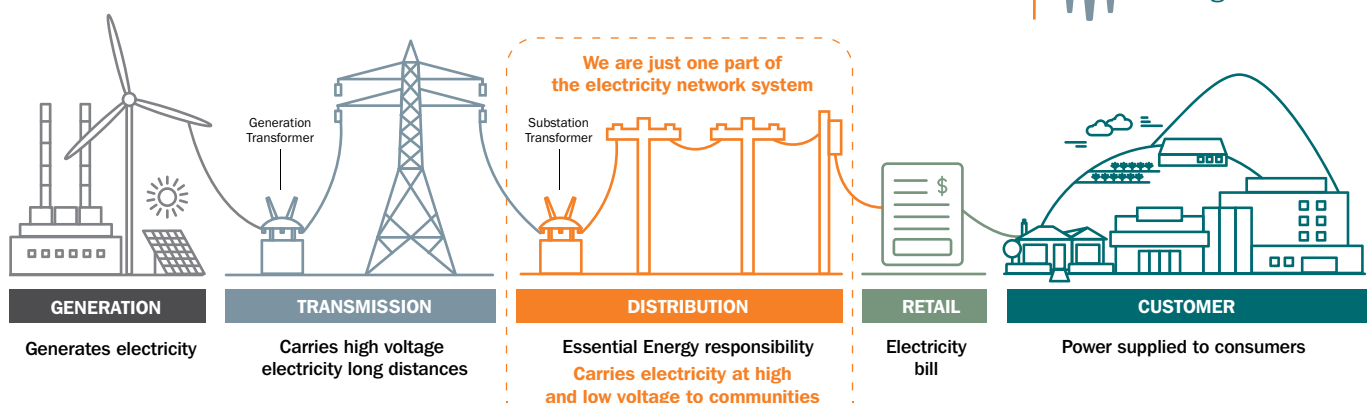 We are just one part of
the electricity network system
Generation
Transformer
Substation
Transformer
$
GENERATION
TRANSMISSION
DISTRIBUTION
RETAIL
CUSTOMER
Generates electricity
Carries high voltage
electricity long distances
Essential Energy responsibility
Carries electricity at high
and low voltage to communities
Electricity
bill
Power supplied to consumers